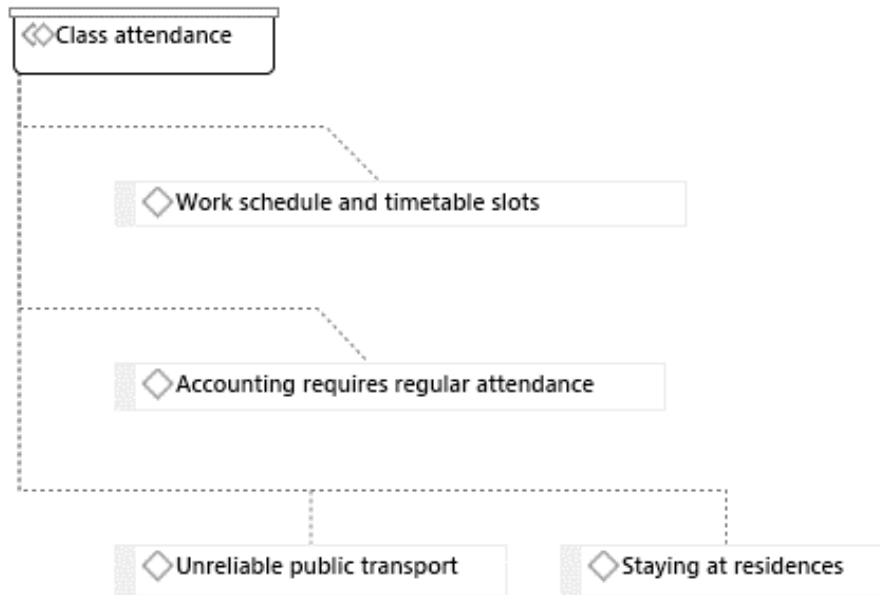 Class attendance
Work schedule and timetable slots
Accounting requires regular attendance
Unreliable public transport
Staying at residences